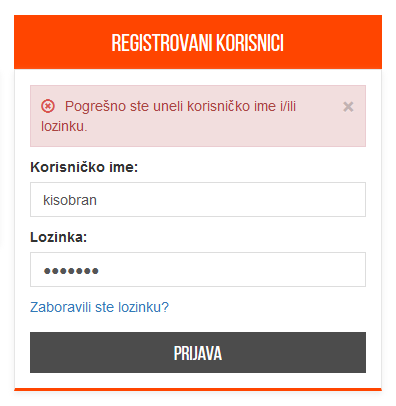 REGISTROVANI KORISNICI
Pogrešno ste uneli korisničko ime i/ili
lozinku.
Korisničko ime:
kisobran
Lozinka:
•••••••
Zaboravili ste lozinku?
PRIJAVA